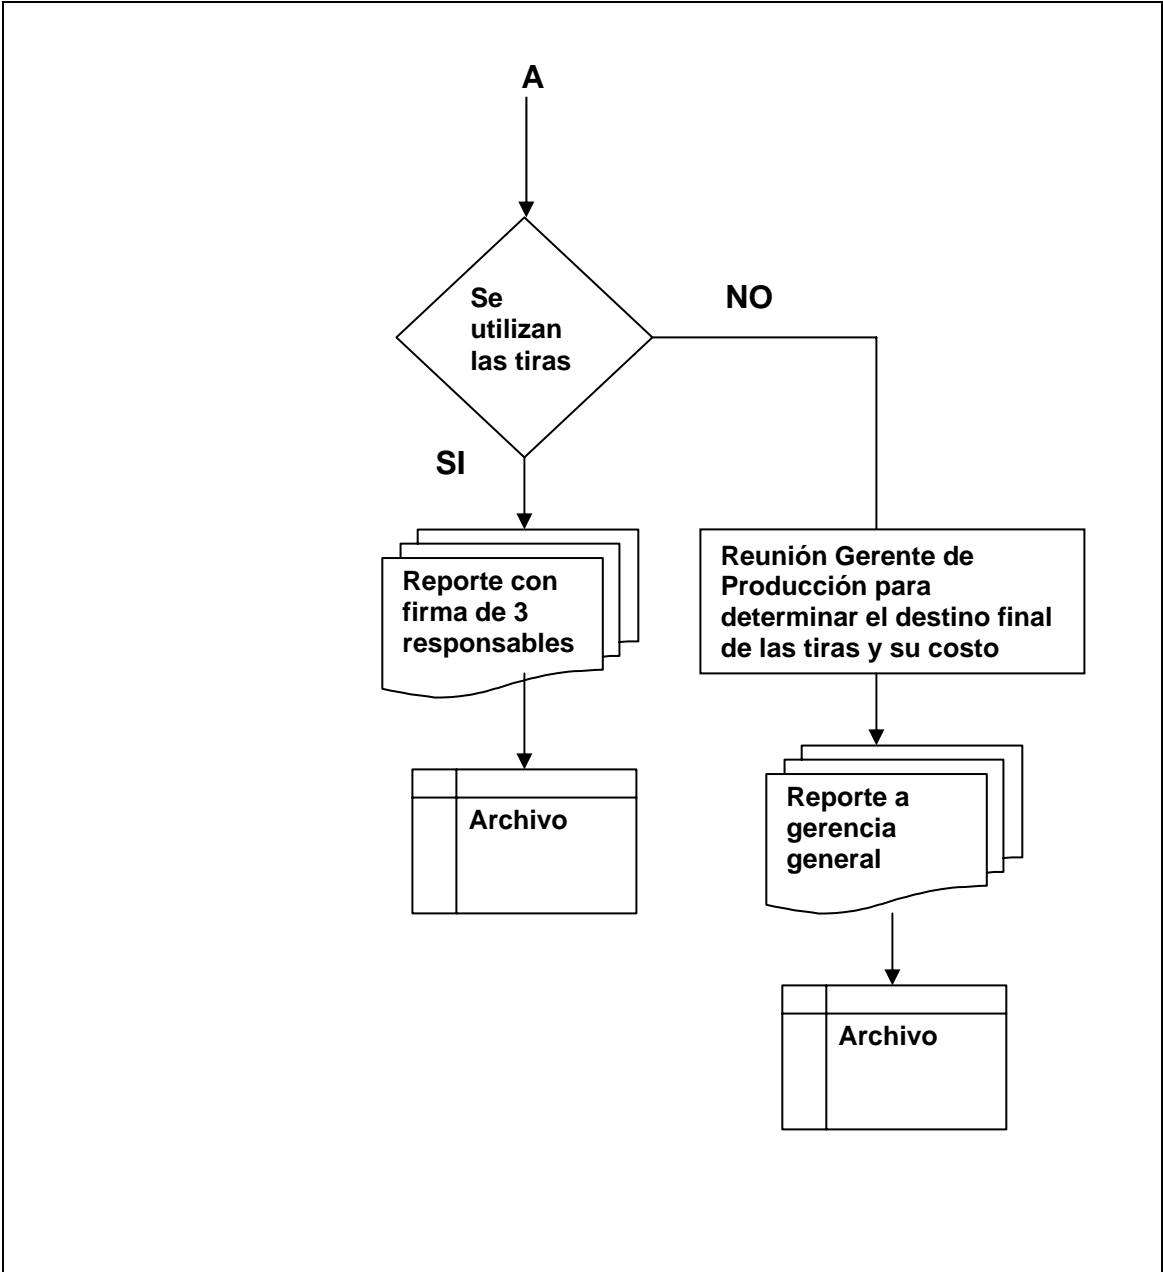 A
Se
utilizan
las tiras
NO
SI
Reporte con
firma de 3
responsables
Reunión Gerente de
Producción para
determinar el destino final
de las tiras y su costo
Archivo
Reporte a
gerencia
general
Archivo